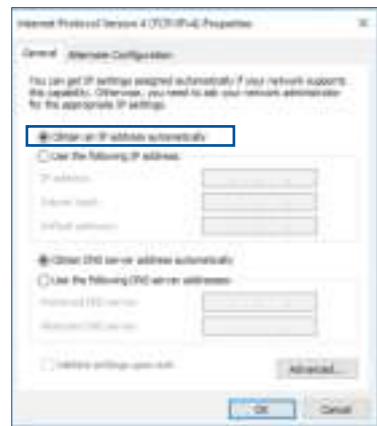 Internet Protocol Version 4 (TCP/IPv4) Properties
General
Alternate Configuration
You can get IP settings assigned automatically if your network supports
this capability. Otherwise, you need to ask your network administrator
for the appropriate IP settings.
Obtain an IP address automatically
Use the following IP address:
IP address:
Subnet mask:
Default gateway:
Obtain DNS server address automatically
Use the following DNS server addresses:
Preferred DNS server:
Alternate DNS server:
Validate settings upon exit
Advanced...
OK
Cancel